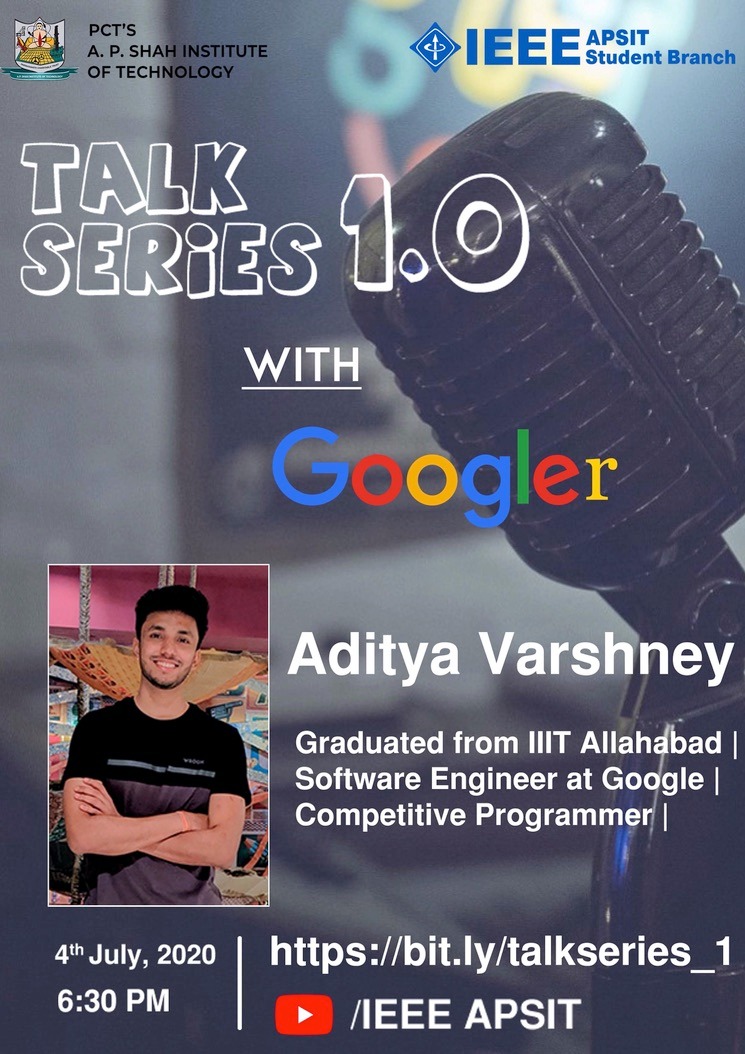 PCT'S
A. P. SHAH INSTITUTE
OF TECHNOLOGY
IEEE APSIT
Student Branch
TALK
SERiES 1.0
WITH
Googler
Aditya Varshney
Graduated from IIIT Allahabad |
Software Engineer at Google |
Competitive Programmer |
4th July, 2020
6:30 PM
https://bit.ly/talkseries_1
/IEEE APSIT